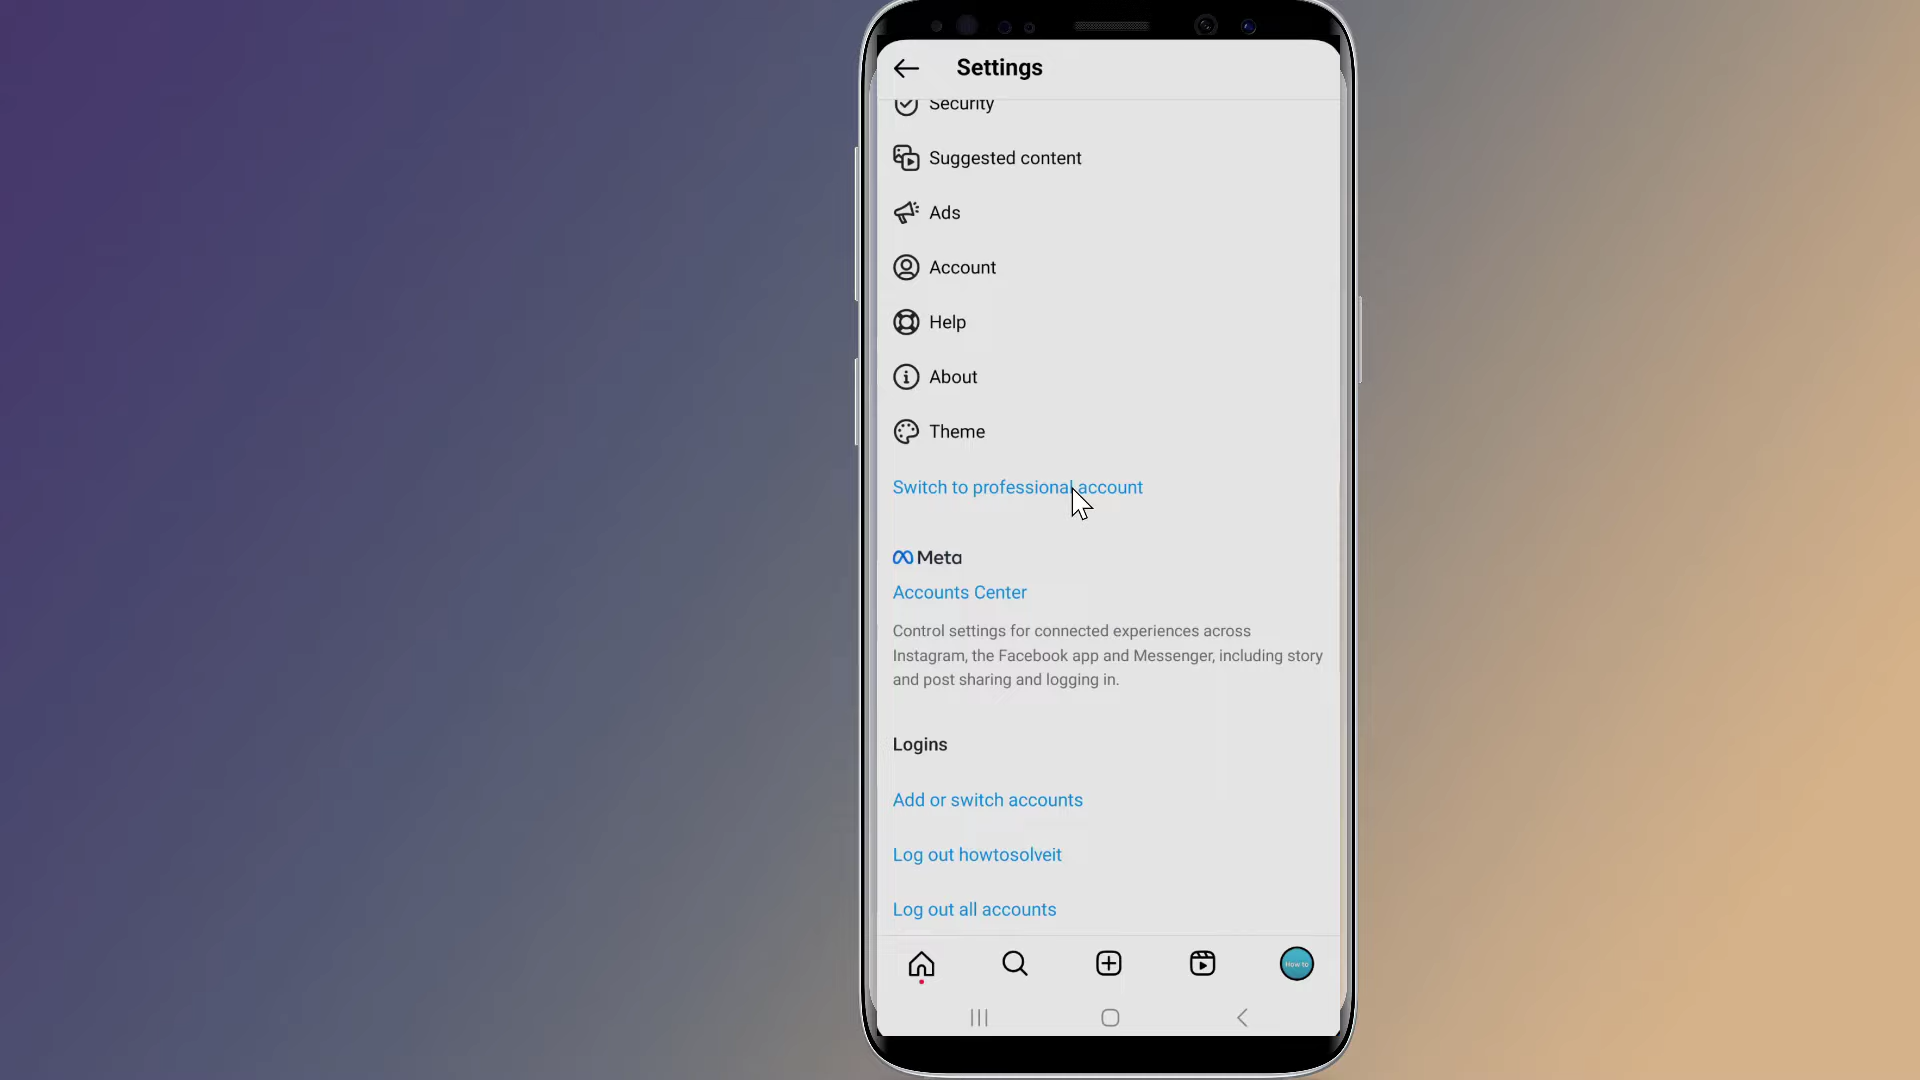 Settings
Security
Suggested content
Ads
Account
Help
About
Theme
Switch to professional account
Meta
Accounts Center
Control settings for connected experiences across
Instagram, the Facebook app and Messenger, including story
and post sharing and logging in.
Logins
Add or switch accounts
Log out howtosolveit
Log out all accounts
How to